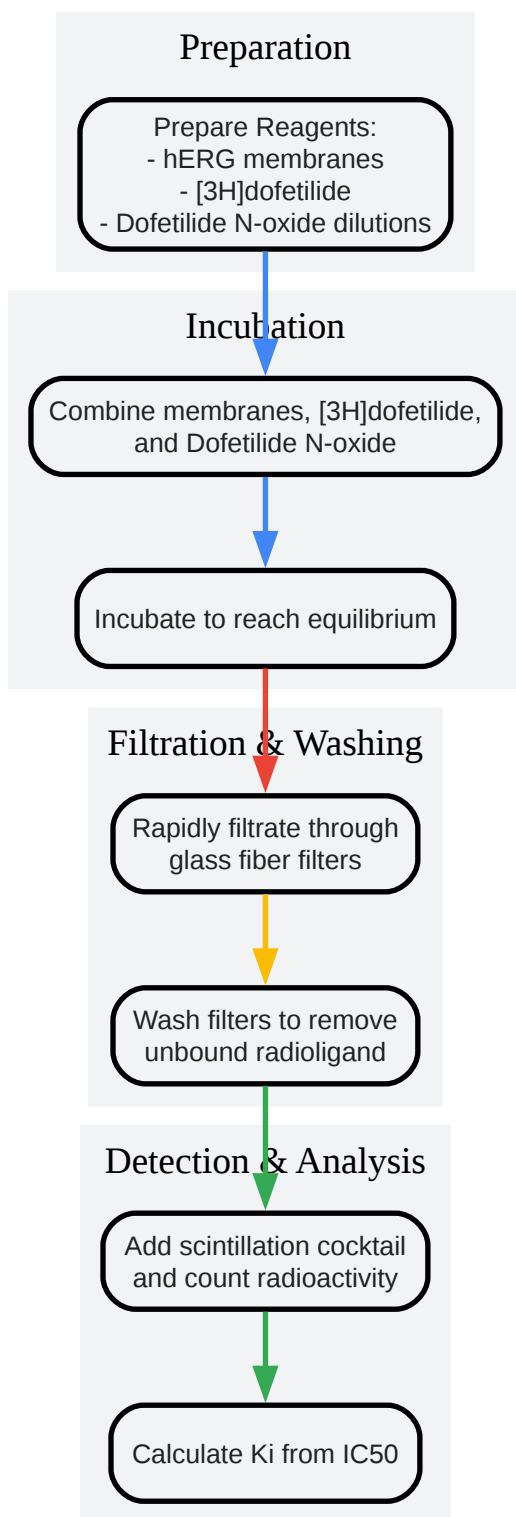 Preparation
Prepare Reagents:
- hERG membranes
- [3H]dofetilide
- Dofetilide N-oxide dilutions
Incubation
Combine membranes, [3H]dofetilide,
and Dofetilide N-oxide
Incubate to reach equilibrium
Filtration & Washing
Rapidly filtrate through
glass fiber filters
Wash filters to remove
unbound radioligand
Detection & Analysis
Add scintillation cocktail
and count radioactivity
Calculate Ki from IC50